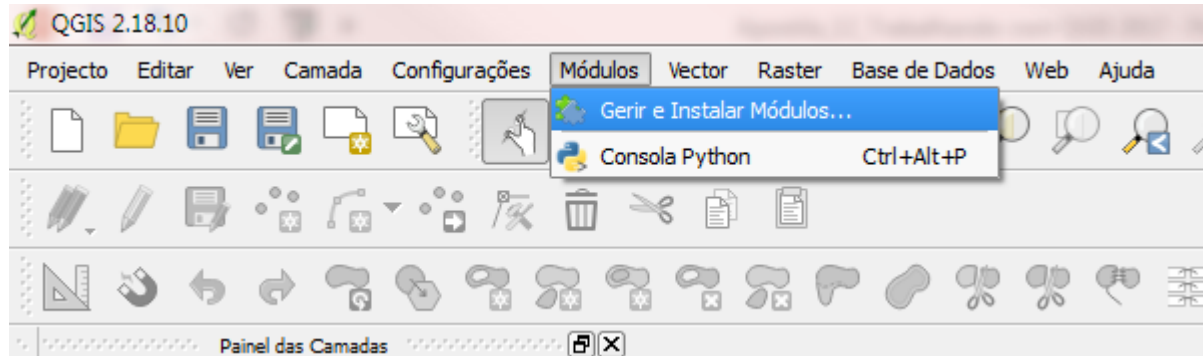 QGIS 2.18.10
Projecto Editar Ver Camada Configurações Módulos Vector Raster Base de Dados Web Ajuda
Gerir e Instalar Módulos...
Consola Python Ctrl+Alt+P
Painel das Camadas